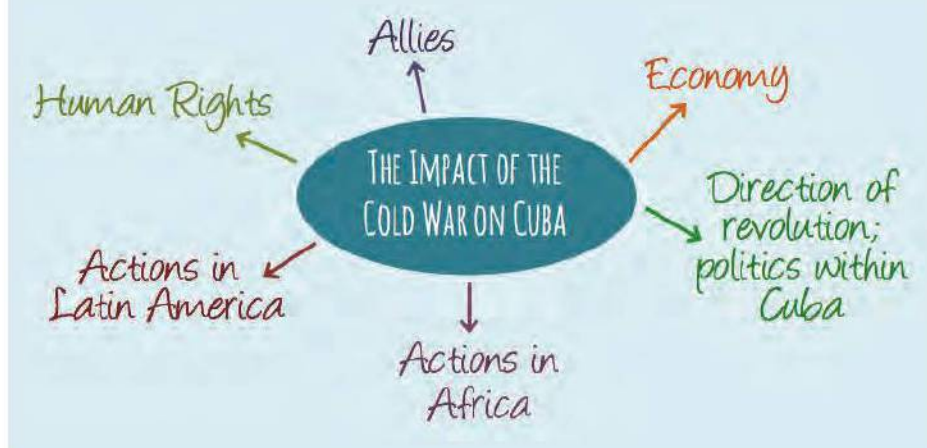 Allies
Human Rights
Economy
THE IMPACT OF THE
COLD WAR ON CUBA
Direction of
revolution;
politics within
Cuba
Actions in
Latin America
Actions in
Africa